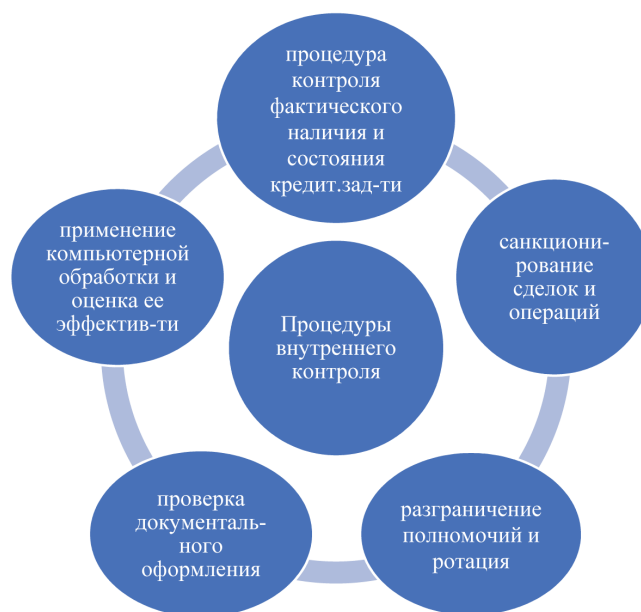 процедура
контроля
фактического
наличия и
состояния
кредит.зад-ти
санкциони-
рование
сделок и
операций
разграничение
полномочий и
ротация
проверка
документаль-
ного
оформления
применение
компьютерной
обработки и
оценка ее
эффектив-ти
Процедуры
внутреннего
контроля